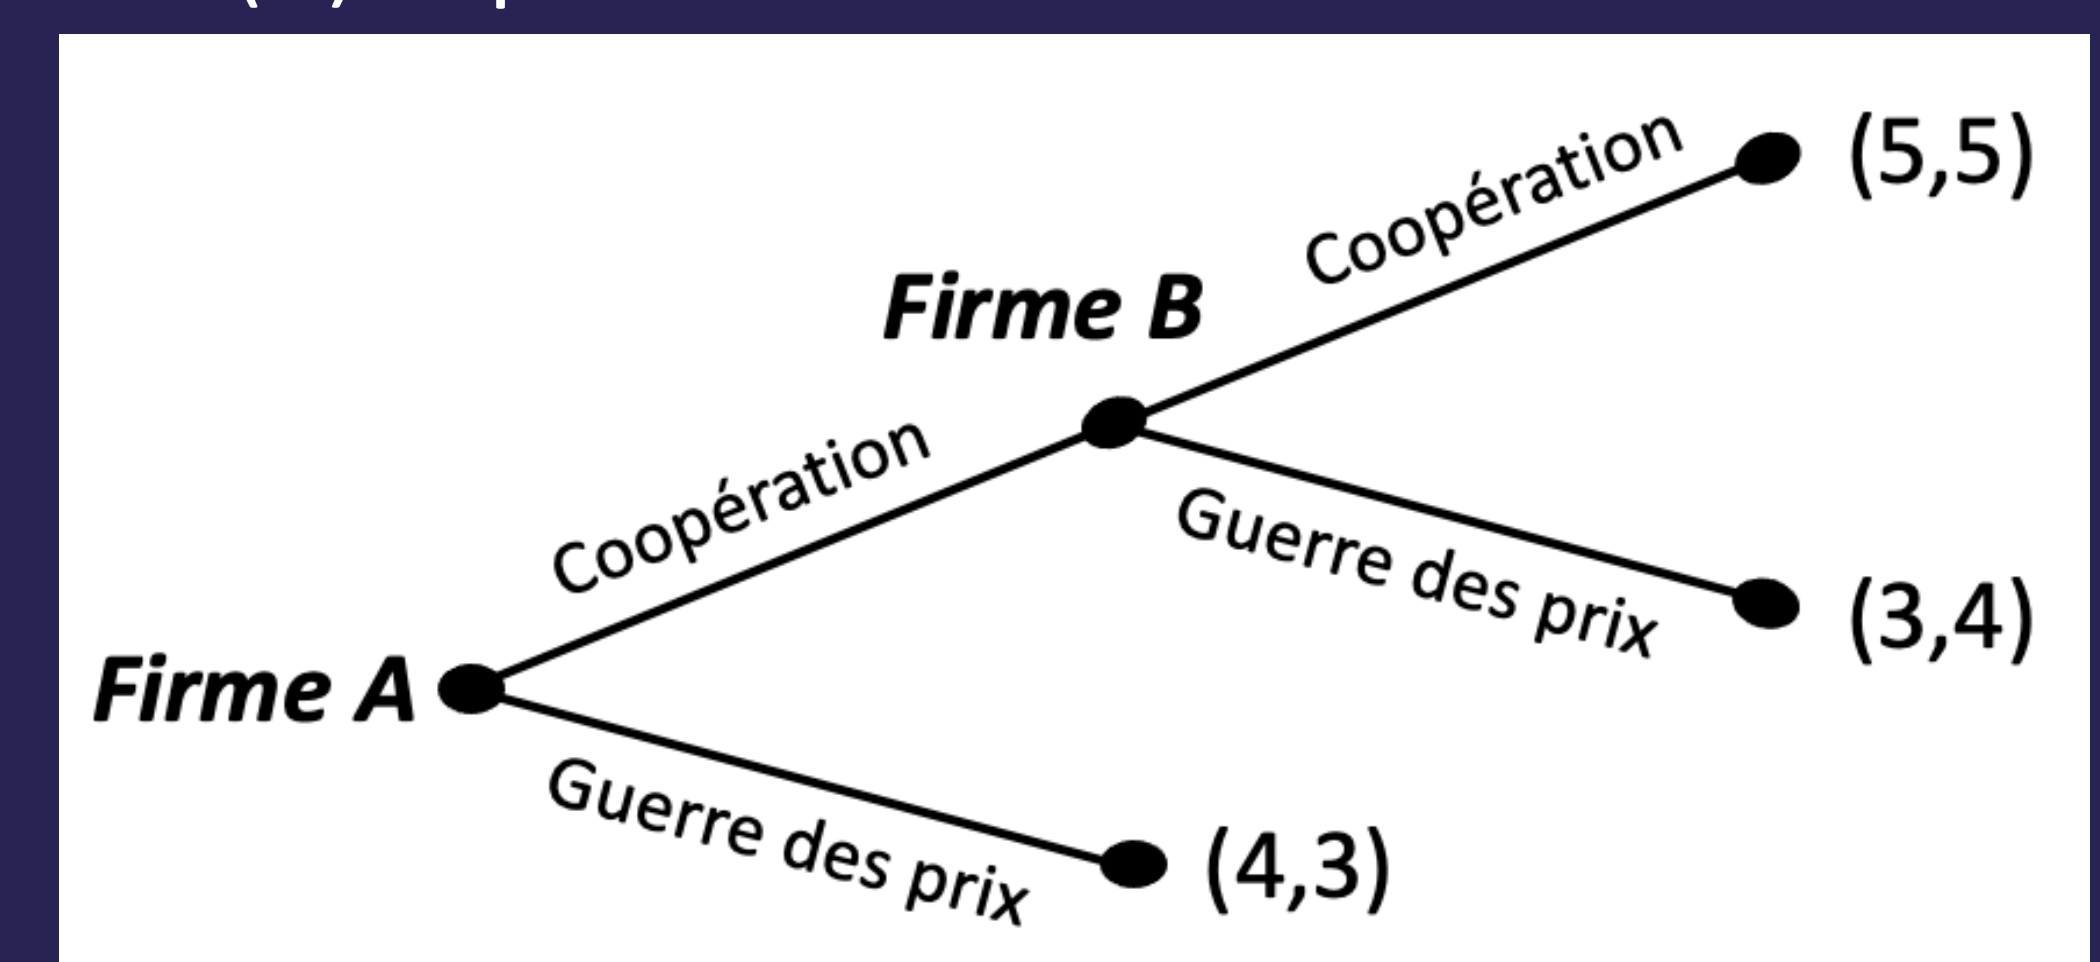 Coopération
(5,5)
Firme B
Coopération
Guerre des prix
(3,4)
Firme A
Guerre des prix
(4,3)